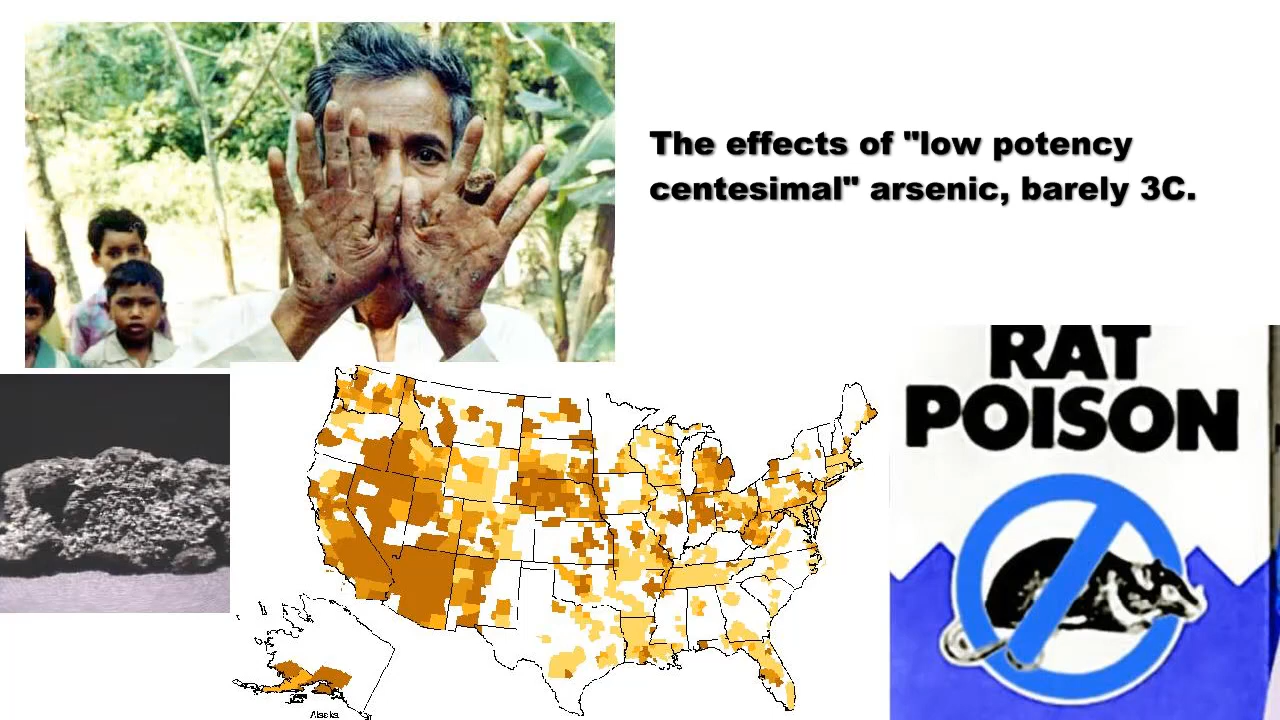 The effects of "low potency
centesimal" arsenic, barely 3C.
RAT
POISON
Alaska